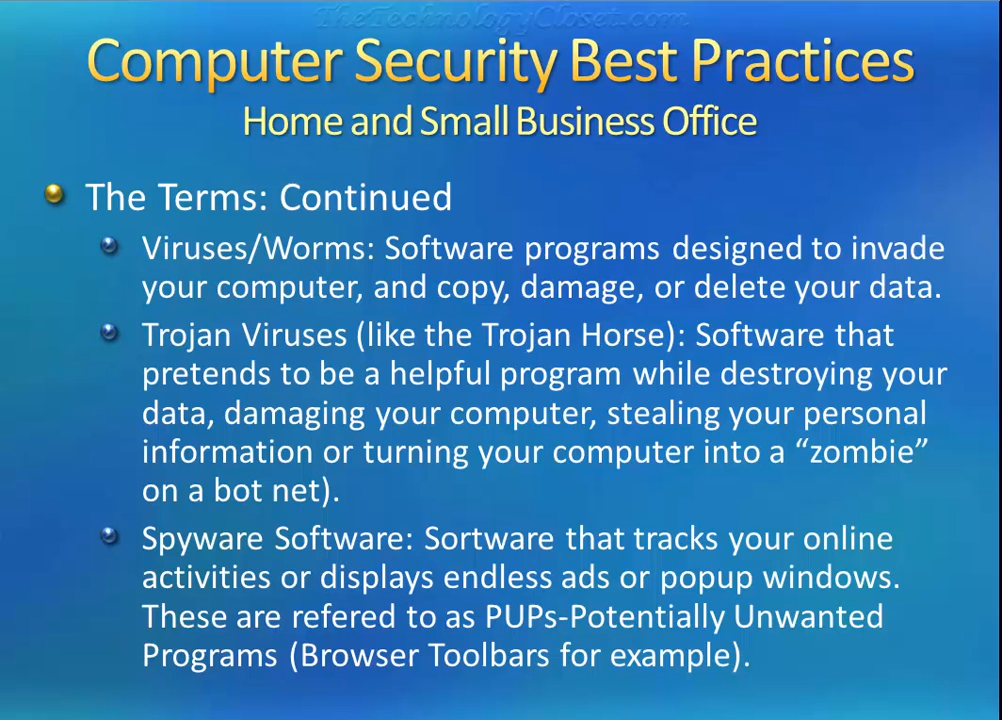 TheTechnologyCloset.com
Computer Security Best Practices
Home and Small Business Office
The Terms: Continued
Viruses/Worms: Software programs designed to invade
your computer, and copy, damage, or delete your data.
Trojan Viruses (like the Trojan Horse): Software that
pretends to be a helpful program while destroying your
data, damaging your computer, stealing your personal
information or turning your computer into a “zombie”
on a bot net).
Spyware Software: Sortware that tracks your online
activities or displays endless ads or popup windows.
These are refered to as PUPs-Potentially Unwanted
Programs (Browser Toolbars for example).